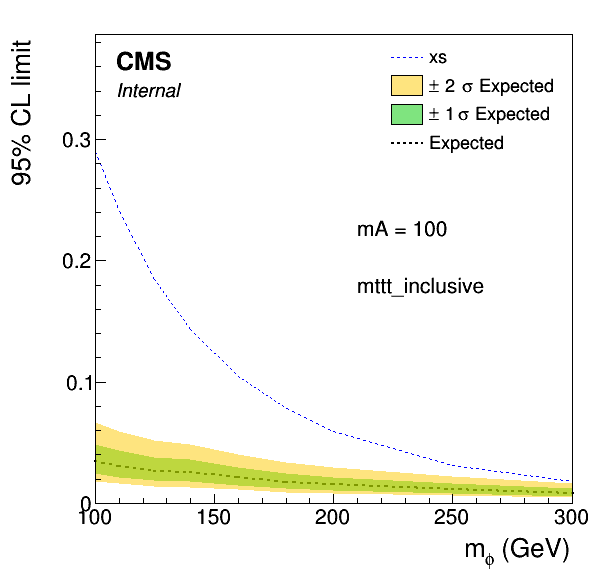 95% CL limit
CMS
Internal
xs
± 2 σ Expected
± 1 σ Expected
Expected
mA = 100
mttt_inclusive
0.3
0.2
0.1
0
100 150 200 250 300
mϕ (GeV)